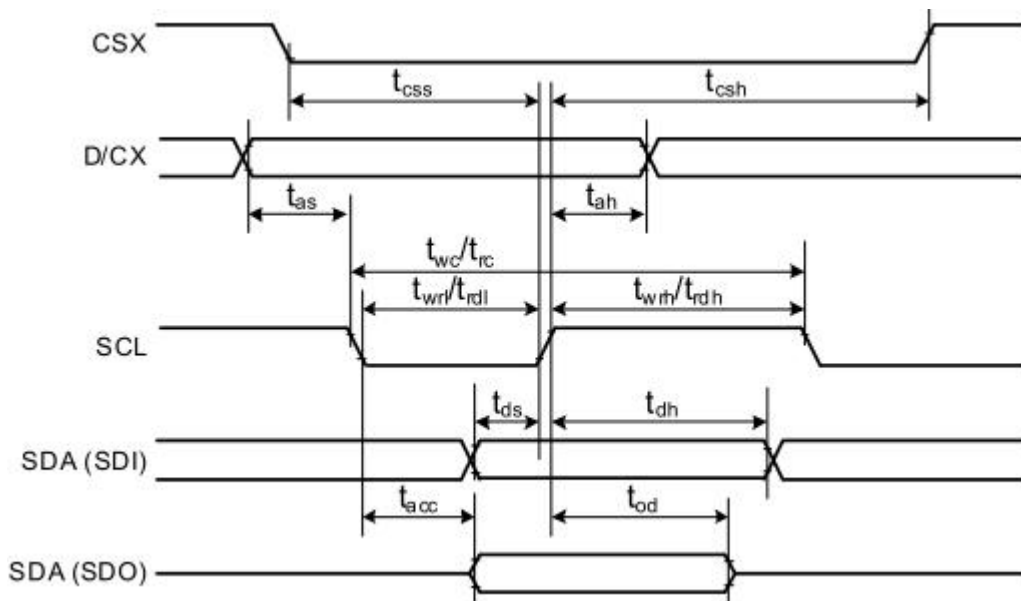 CSX
tcss
tcsh
D/CX
tas
tah
twc/trc
twrl/trdl
twrh/trdh
SCL
tds
tdh
SDA (SDI)
tacc
tod
SDA (SDO)